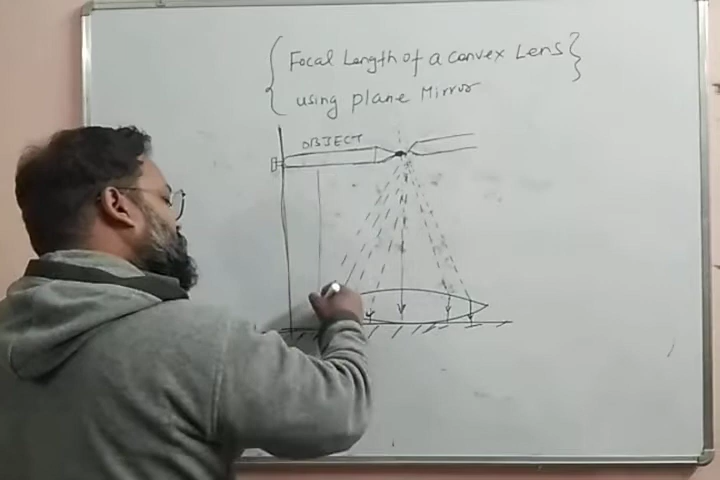 Focal Length of a convex Lens
using plane Mirror
OBJECT